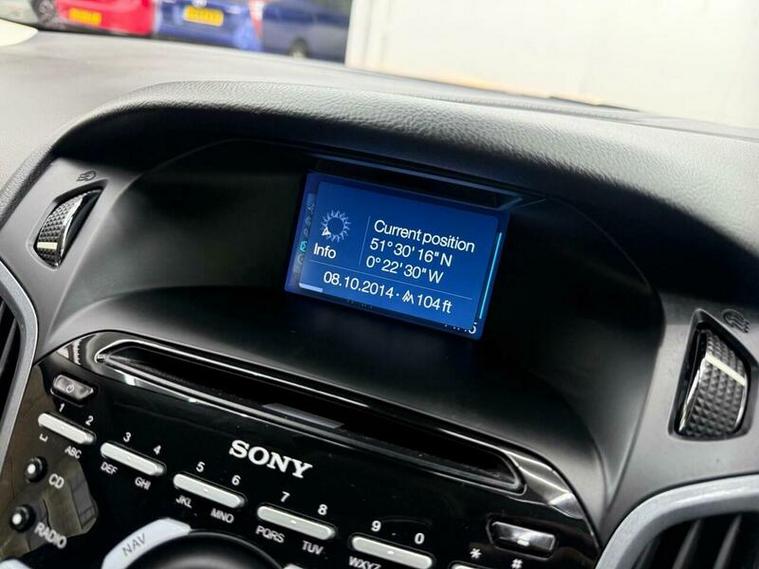 Current position
51° 30' 16" N
Info
0° 22' 30" W
08.10.2014 · 104 ft
SONY
1 2
ABC
3 4
DEF GHI
5 6
JKL MNO
7 8
PQRS TUV
9 0
WXYZ
* #
CD
RADIO
NAV